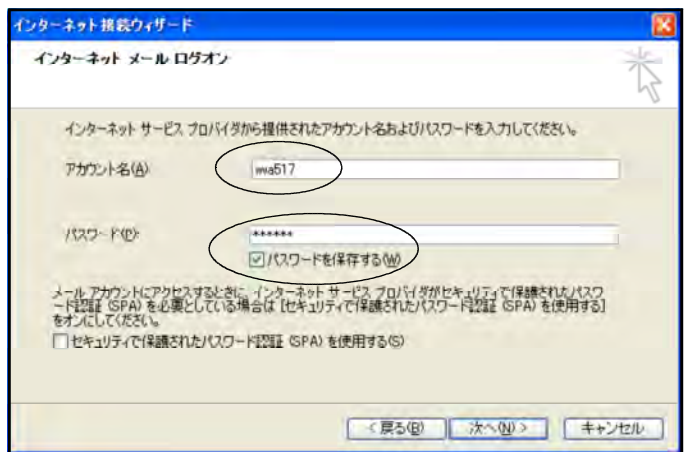 インターネット接続ウィザード
インターネット メール ログオン
インターネット サービス プロバイダから提供されたアカウント名およびパスワードを入力してください。
アカウント名(A)
パスワード(P):
******
パスワードを保存する(W)
メール アカウントにアクセスするときに、インターネット サービス プロバイダがセキュリティで保護されたパスワ
ード認証 (SPA) を必要としている場合は [セキュリティで保護されたパスワード認証 (SPA) を使用する]
をオンにしてください。
セキュリティで保護されたパスワード認証 (SPA) を使用する(S)
< 戻る(B)
次へ(N) >
キャンセル